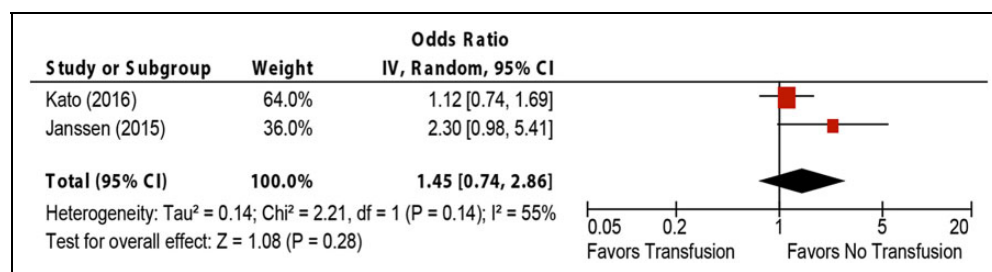 Odds Ratio
Study or Subgroup Weight IV, Random, 95% CI
Kato (2016) 64.0% 1.12 [0.74, 1.69]
Janssen (2015) 36.0% 2.30 [0.98, 5.41]
Total (95% CI) 100.0% 1.45 [0.74, 2.86]
Heterogeneity: Tau² = 0.14; Chi² = 2.21, df = 1 (P = 0.14); I² = 55%
Test for overall effect: Z = 1.08 (P = 0.28)
0.05 0.2 1 5 20
Favors Transfusion Favors No Transfusion